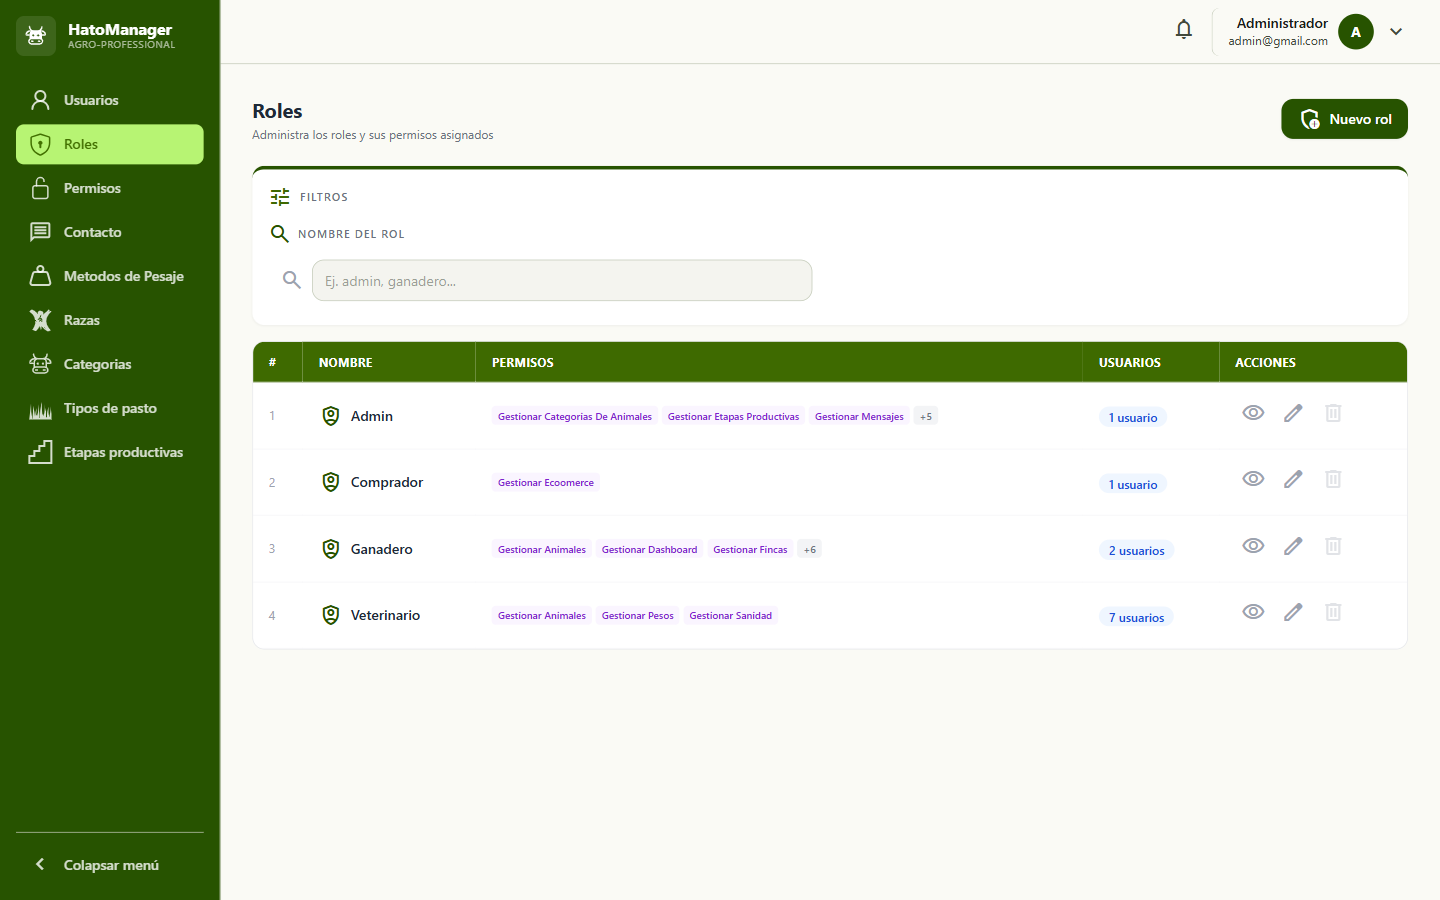 HatoManager
AGRO-PROFESSIONAL
Usuarios
Roles
Permisos
Contacto
Metodos de Pesaje
Razas
Categorias
Tipos de pasto
Etapas productivas
Colapsar menú
Administrador
admin@gmail.com
A
Roles
Administra los roles y sus permisos asignados
Nuevo rol
FILTROS
NOMBRE DEL ROL
Ej. admin, ganadero...
# NOMBRE PERMISOS USUARIOS ACCIONES
1 Admin Gestionar Categorias De Animales Gestionar Etapas Productivas Gestionar Mensajes +5 1 usuario
2 Comprador Gestionar Ecoomerce 1 usuario
3 Ganadero Gestionar Animales Gestionar Dashboard Gestionar Fincas +6 2 usuarios
4 Veterinario Gestionar Animales Gestionar Pesos Gestionar Sanidad 7 usuarios